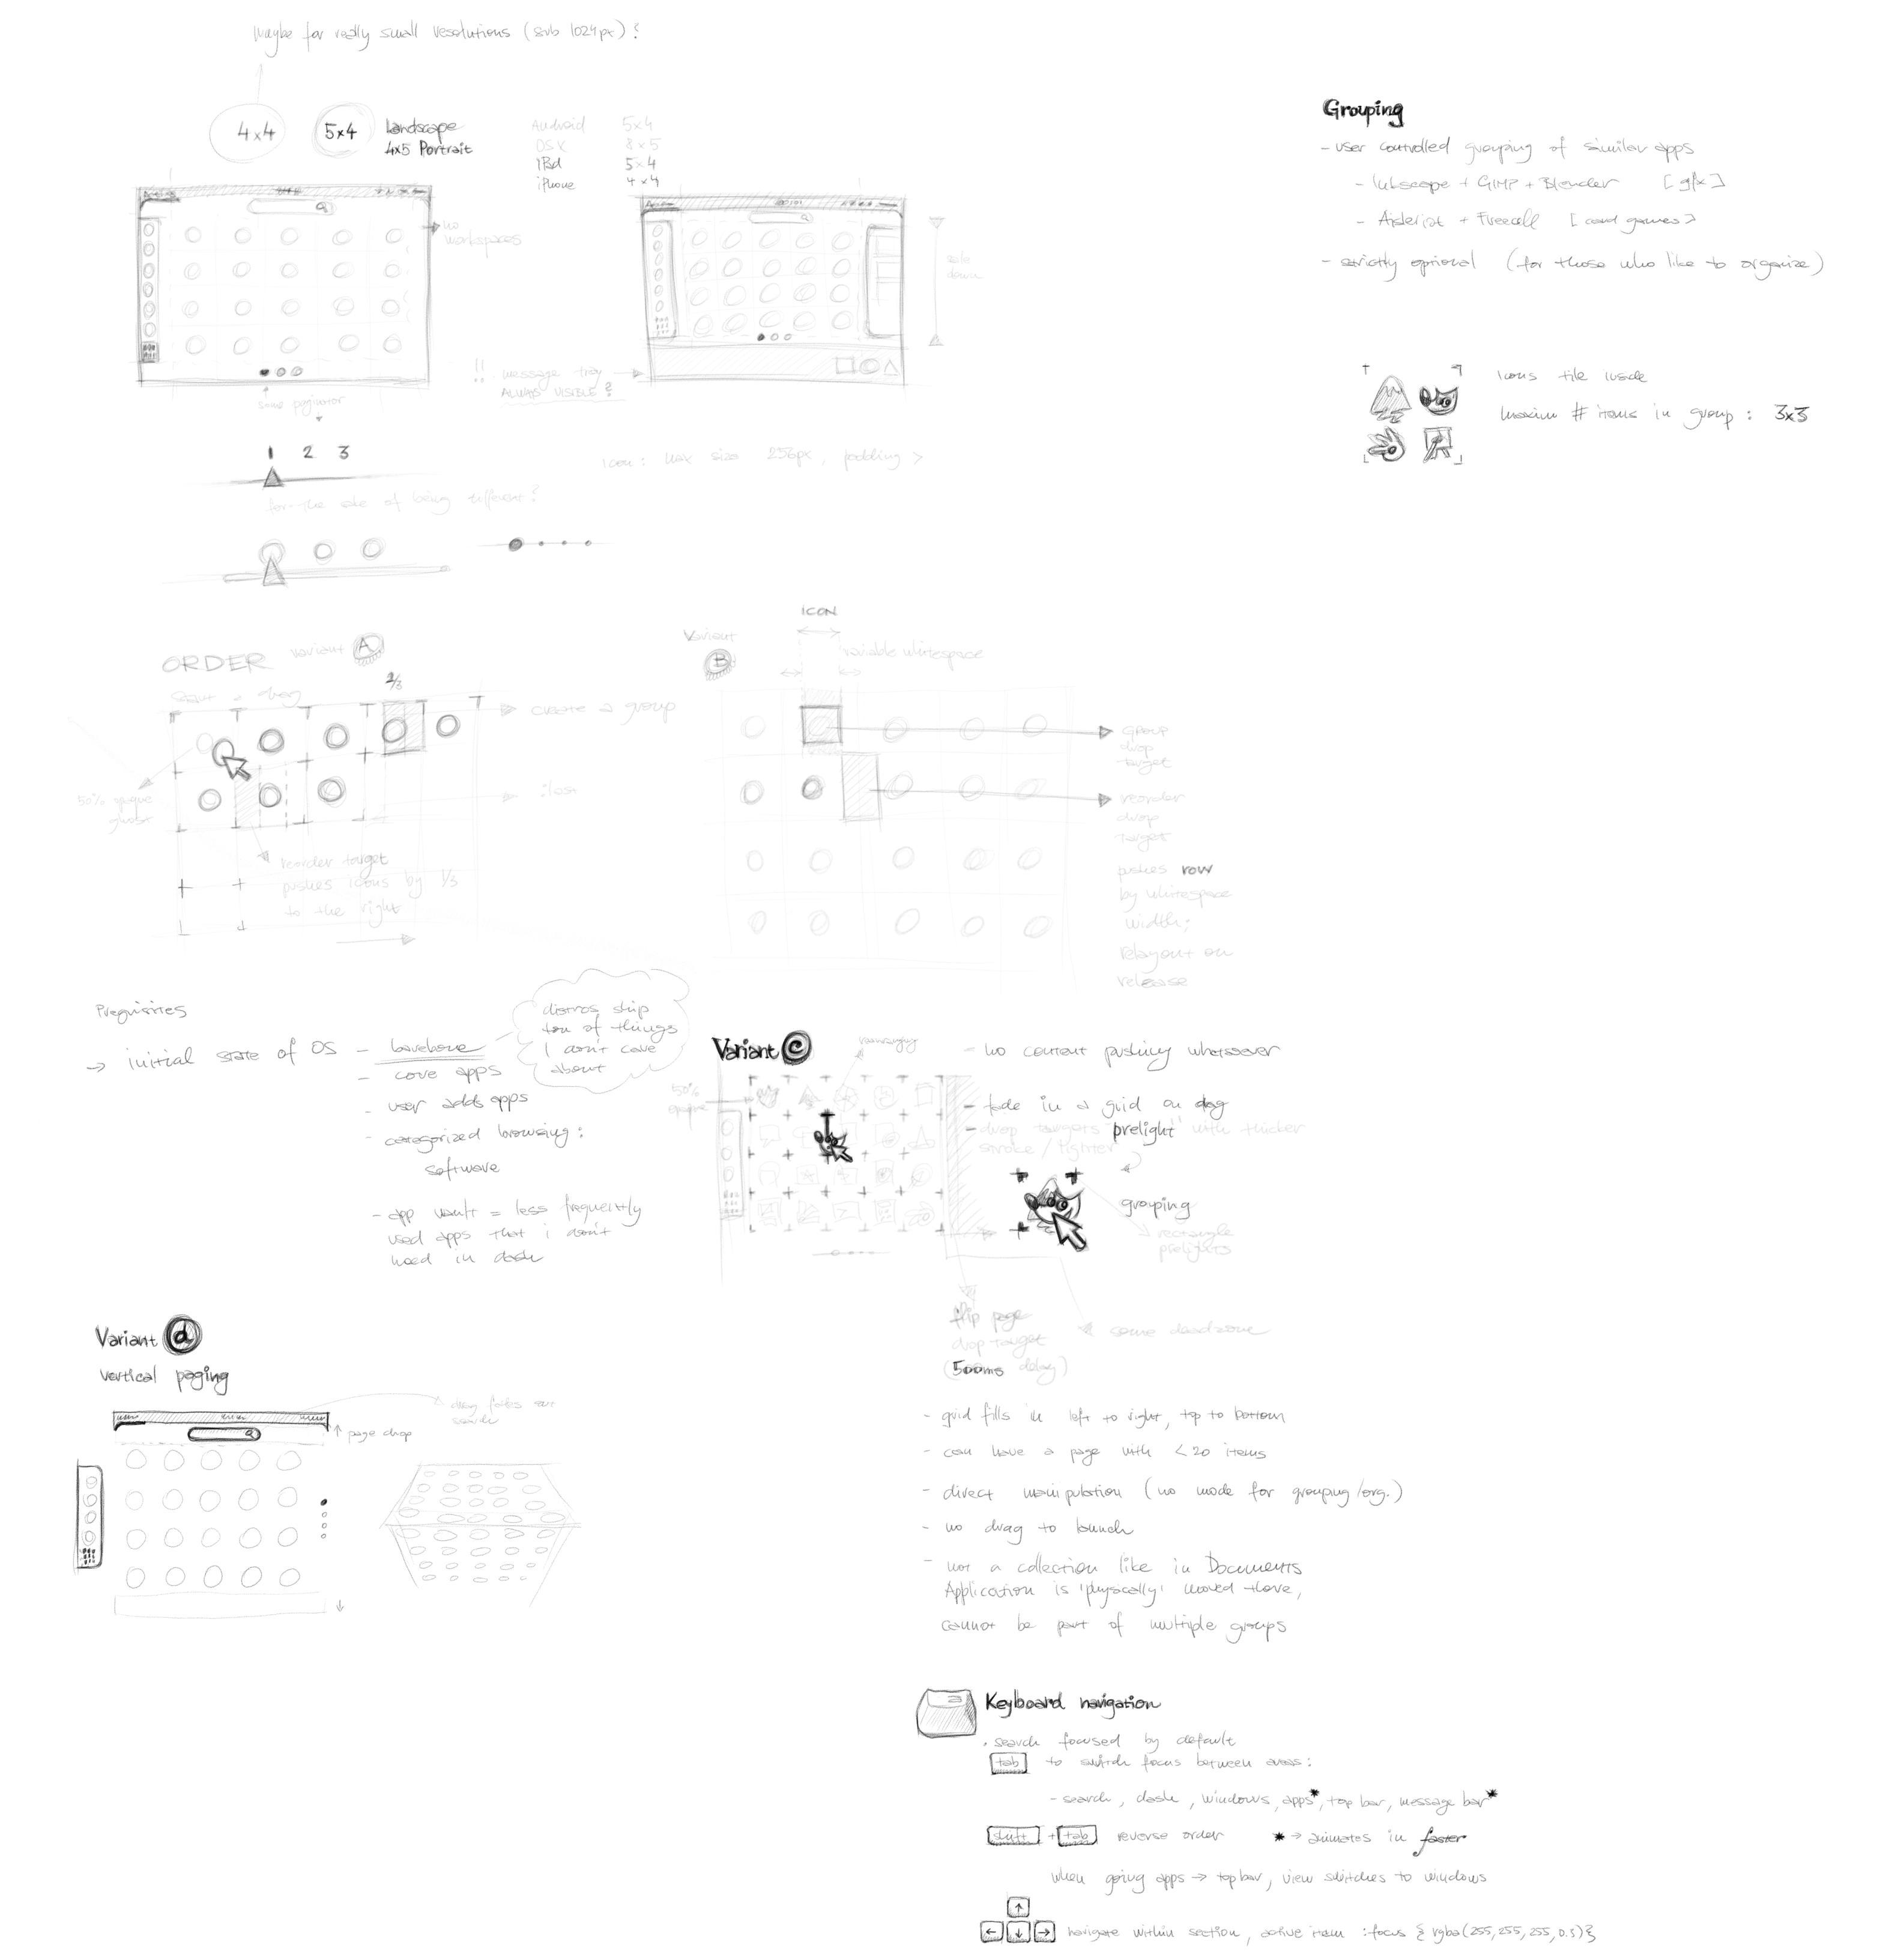 Maybe for really small resolutions (sub 1024px)?
4x4
5x4
Landscape
4x5 Portrait
Android 5x4
OSX 8x5
iPad 5x4
iPhone 4x4
no
workspaces
slide
down
!! message tray
ALWAYS VISIBLE?
some paginator
1 2 3
for the sake of being different?
icon: max size 256px, padding >
Grouping
- user controlled grouping of similar apps
- Inkscape + GIMP + Blender [gfx]
- Aisleriot + Freecell [card games]
- strictly optional (for those who like to organize)
Icons tile inside
maxim # items in group: 3x3
ORDER variant A
start a drag
2/3
create a group
50% opaque
ghost
reorder target
pushes icons by 1/3
to the right
Variant
B
ICON
variable whitespace
GROUP
drop
target
reorder
drop
target
pushes row
by whitespace
width;
relayout on
release
Prequisites
→ initial state of OS - barebone
- core apps
- user adds apps
- categorized browsing:
software
- app vault = less frequently
used apps that i don't
need in dash
distros ship
ton of things
I don't care
about
Variant C
rearranging
50%
opaque
- no content pushing whatsoever
- fade in a grid on drag
- drop targets "prelight" with thicker
stroke / lighter
grouping
rectangle
prelights
flip page
drop target
(500ms delay)
some deadzone
- grid fills in left to right, top to bottom
- can have a page with <20 items
- direct manipulation (no mode for grouping/org.)
- no drag to launch
- not a collection like in Documents
Application is 'physically' moved there,
cannot be part of multiple groups
Variant d
vertical paging
drag fades out
search
↑ page drop
↓
Keyboard navigation
. search focused by default
tab to switch focus between areas:
- search, dash, windows, apps*, top bar, message bar*
shift + tab reverse order * → animates in faster
when going apps → topbar, view switches to windows
↑
← ↓ → navigate within section, active item :focus { rgba(255,255,255,0.3)}